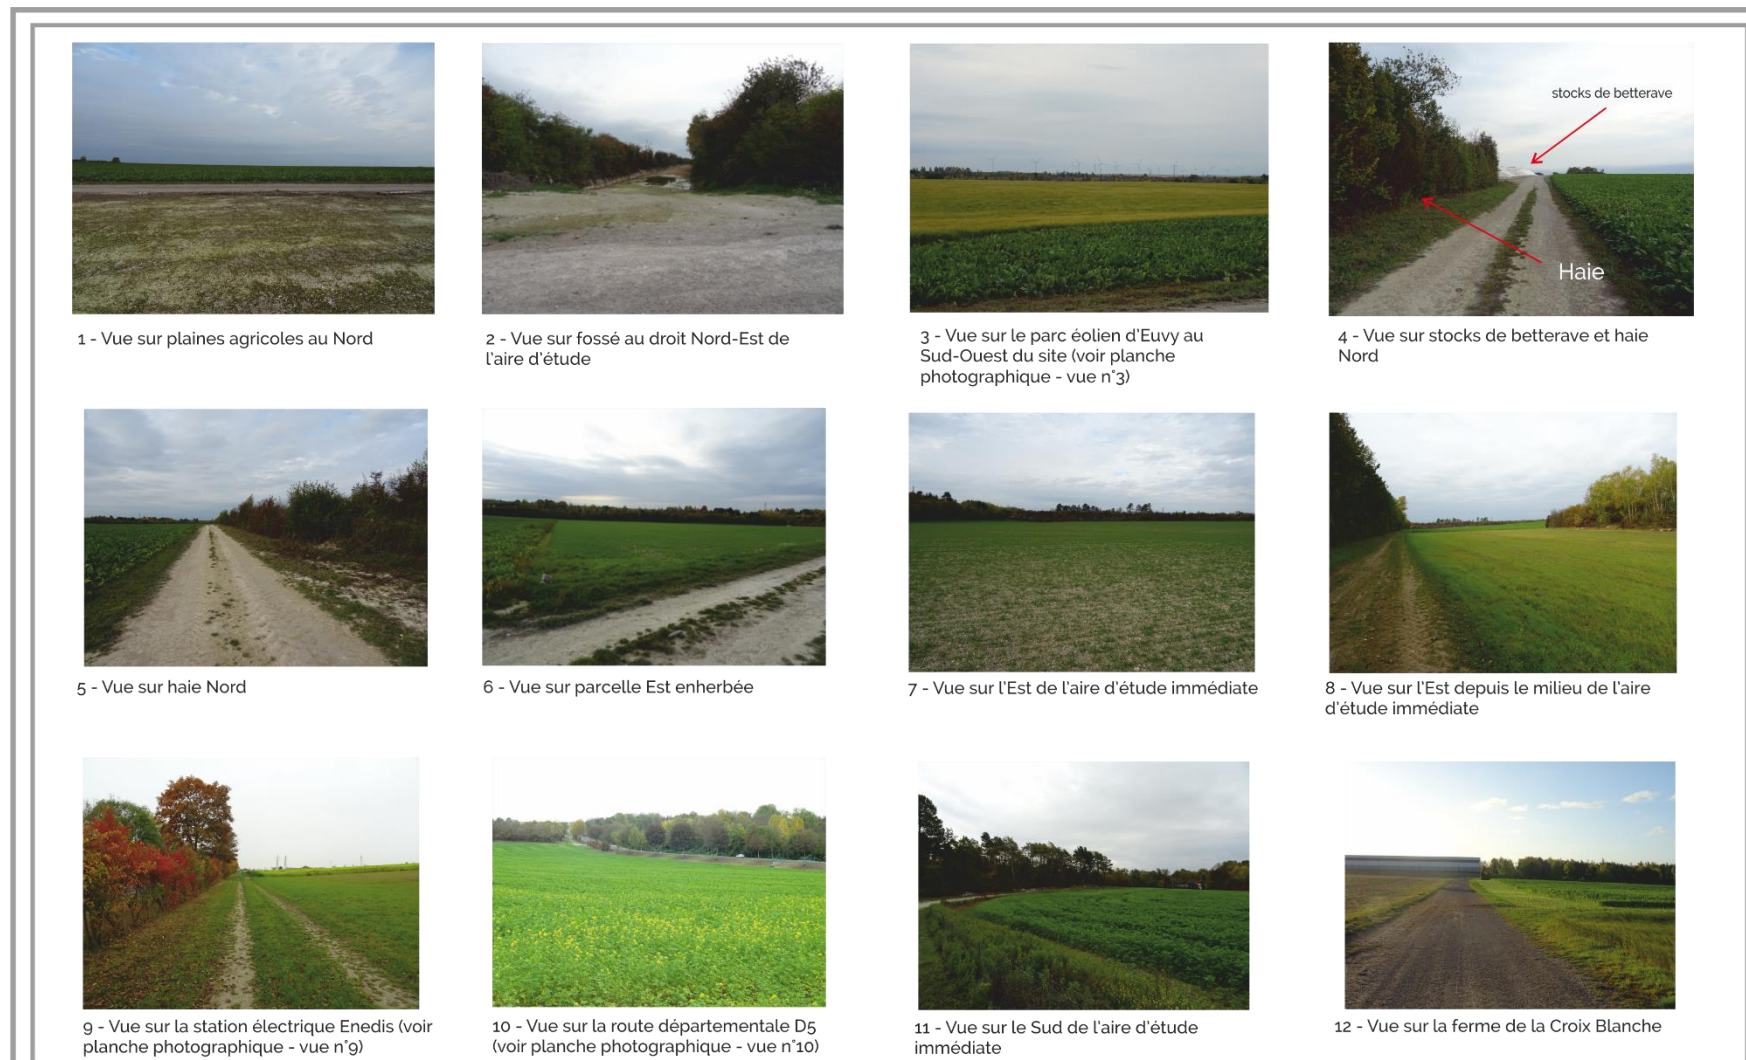 stocks de betterave
Haie
1 - Vue sur plaines agricoles au Nord
2 - Vue sur fossé au droit Nord-Est de
l'aire d'étude
3 - Vue sur le parc éolien d'Euvy au
Sud-Ouest du site (voir planche
photographique - vue n°3)
4 - Vue sur stocks de betterave et haie
Nord
5 - Vue sur haie Nord
6 - Vue sur parcelle Est enherbée
7 - Vue sur l'Est de l'aire d'étude immédiate
8 - Vue sur l'Est depuis le milieu de l'aire
d'étude immédiate
9 - Vue sur la station électrique Enedis (voir
planche photographique - vue n°9)
10 - Vue sur la route départementale D5
(voir planche photographique - vue n°10)
11 - Vue sur le Sud de l'aire d'étude
immédiate
12 - Vue sur la ferme de la Croix Blanche